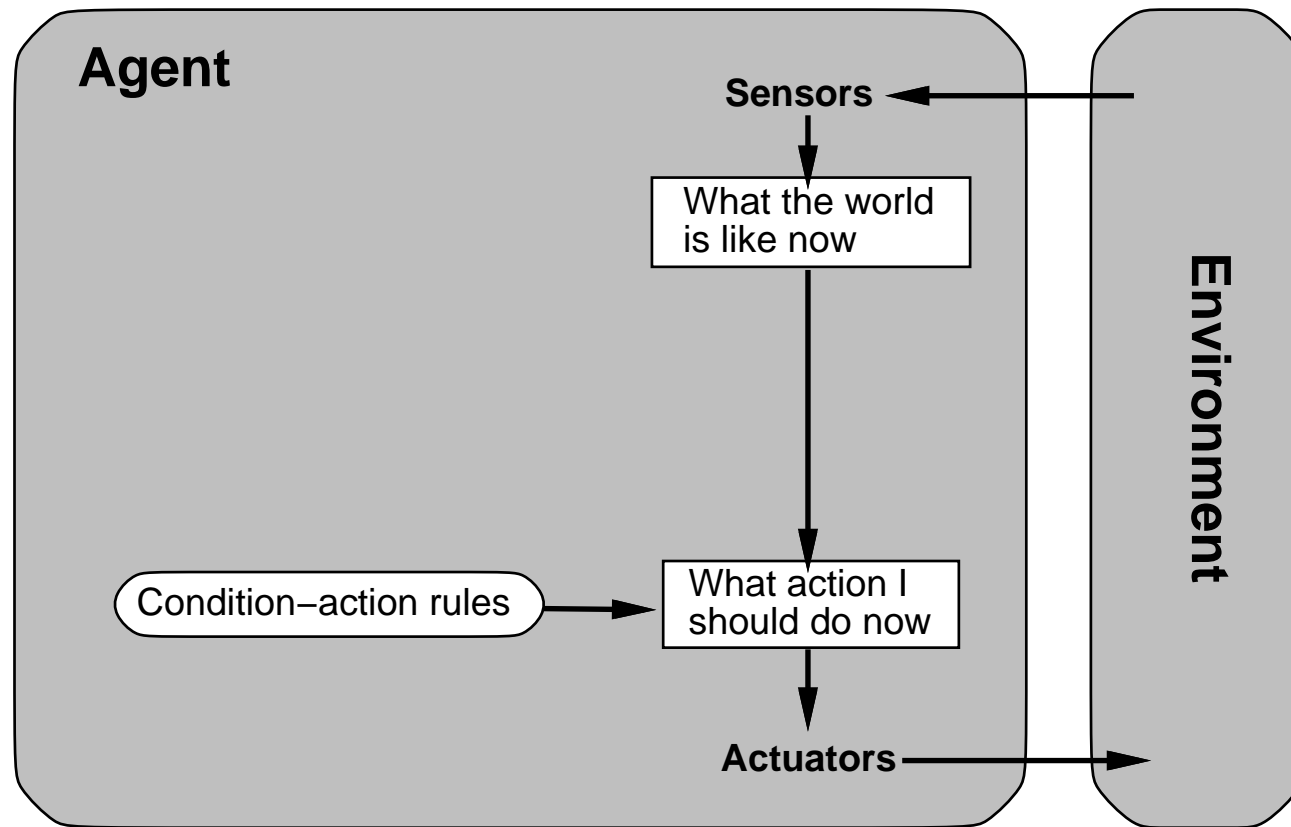 Agent
Sensors
What the world
is like now
Environment
Condition−action rules
What action I
should do now
Actuators